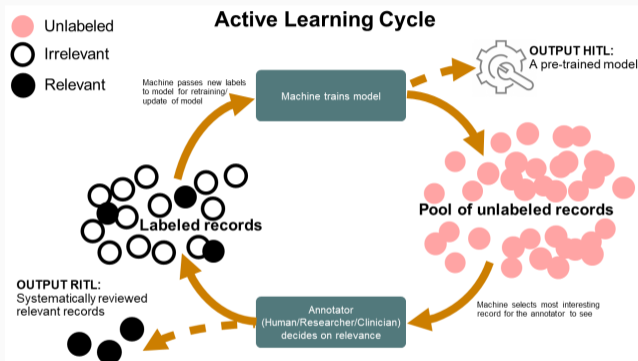 Active Learning Cycle
Unlabeled
Irrelevant
Relevant
Machine passes new labels
to model for retraining/
update of model
Machine trains model
OUTPUT HITL:
A pre-trained model
Labeled records
Pool of unlabeled records
OUTPUT RITL:
Systematically reviewed
relevant records
Annotator
(Human/Researcher/Clinician)
decides on relevance
Machine selects most interesting
record for the annotator to see